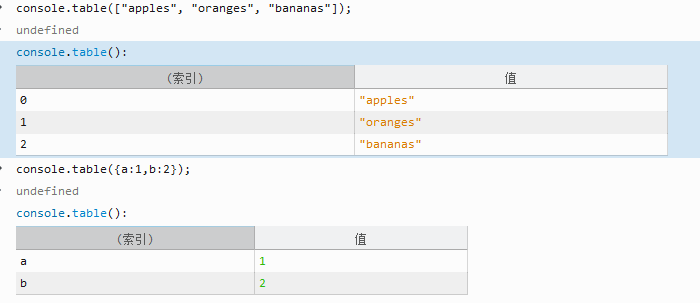 console.table(["apples", "oranges", "bananas"]);
undefined
console.table():
（索引） 值
0 "apples"
1 "oranges"
2 "bananas"
console.table({a:1,b:2});
undefined
console.table():
（索引） 值
a 1
b 2